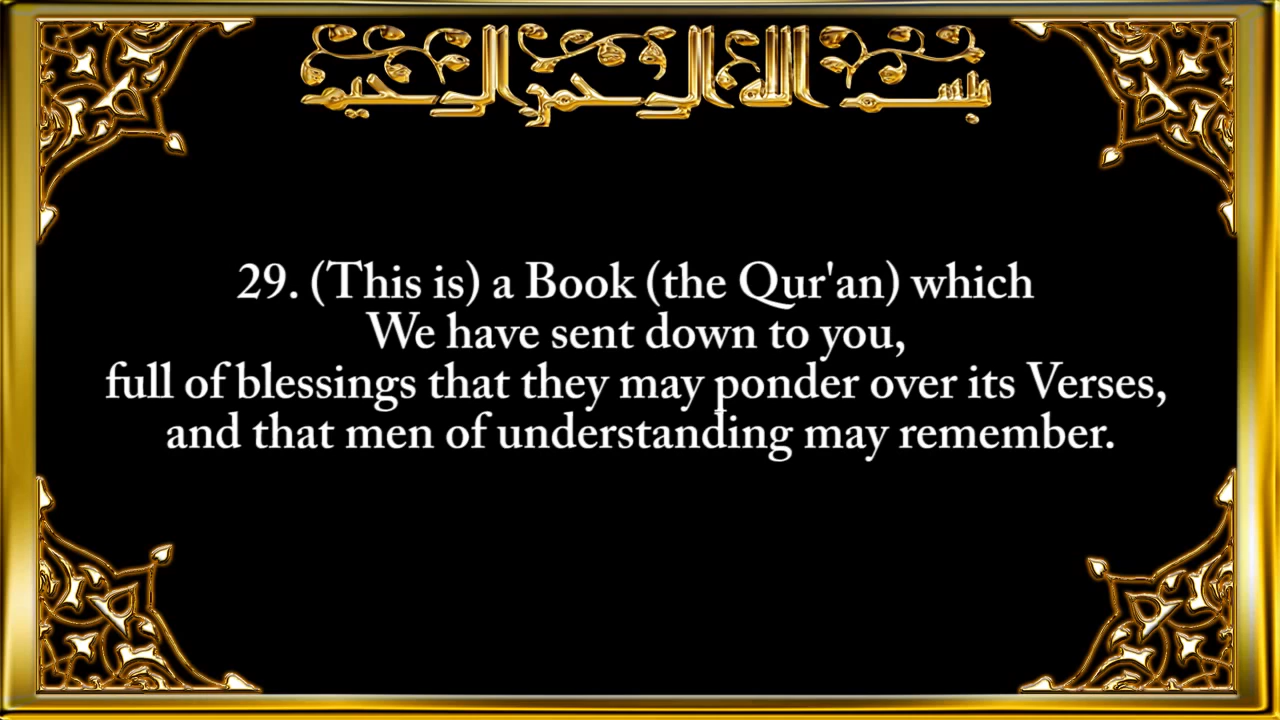 بسم الله الرحمن الرحيم
29. (This is) a Book (the Qur'an) which
We have sent down to you,
full of blessings that they may ponder over its Verses,
and that men of understanding may remember.